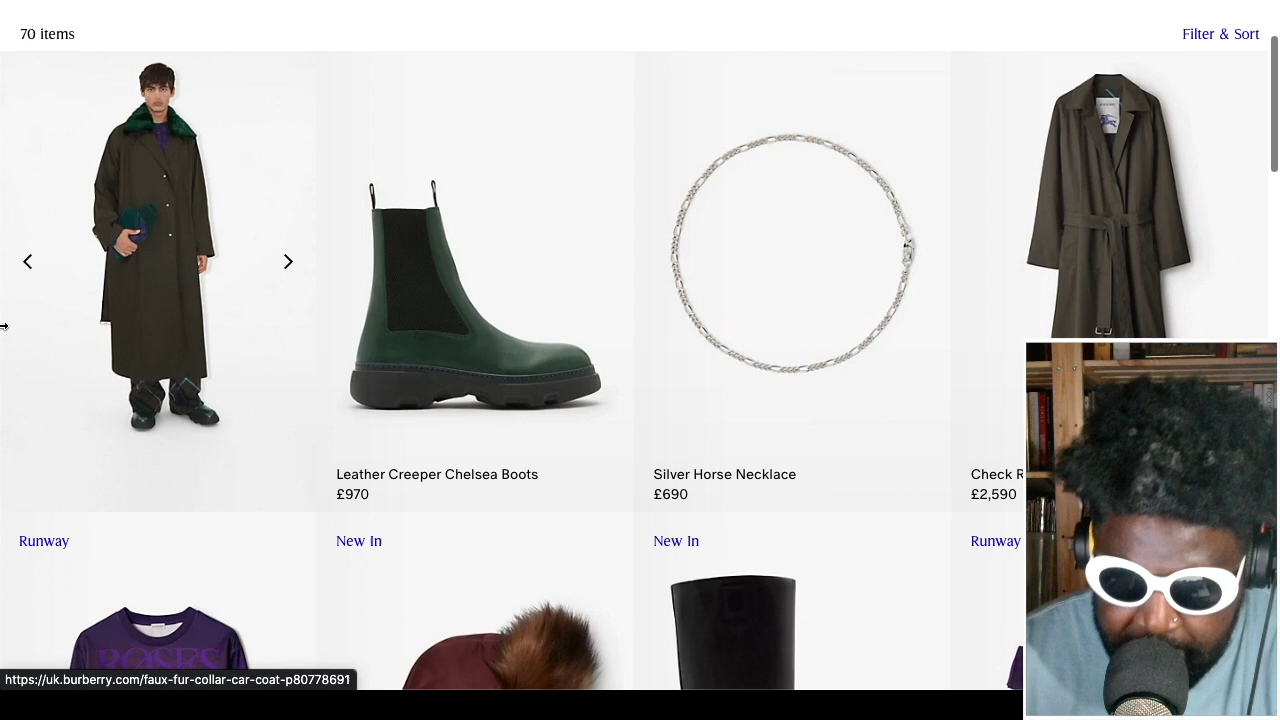 70 items
Filter & Sort
Leather Creeper Chelsea Boots
£970
Silver Horse Necklace
£690
Check R
£2,590
Runway
New In
New In
Runway
ROSES
https://uk.burberry.com/faux-fur-collar-car-coat-p80778691